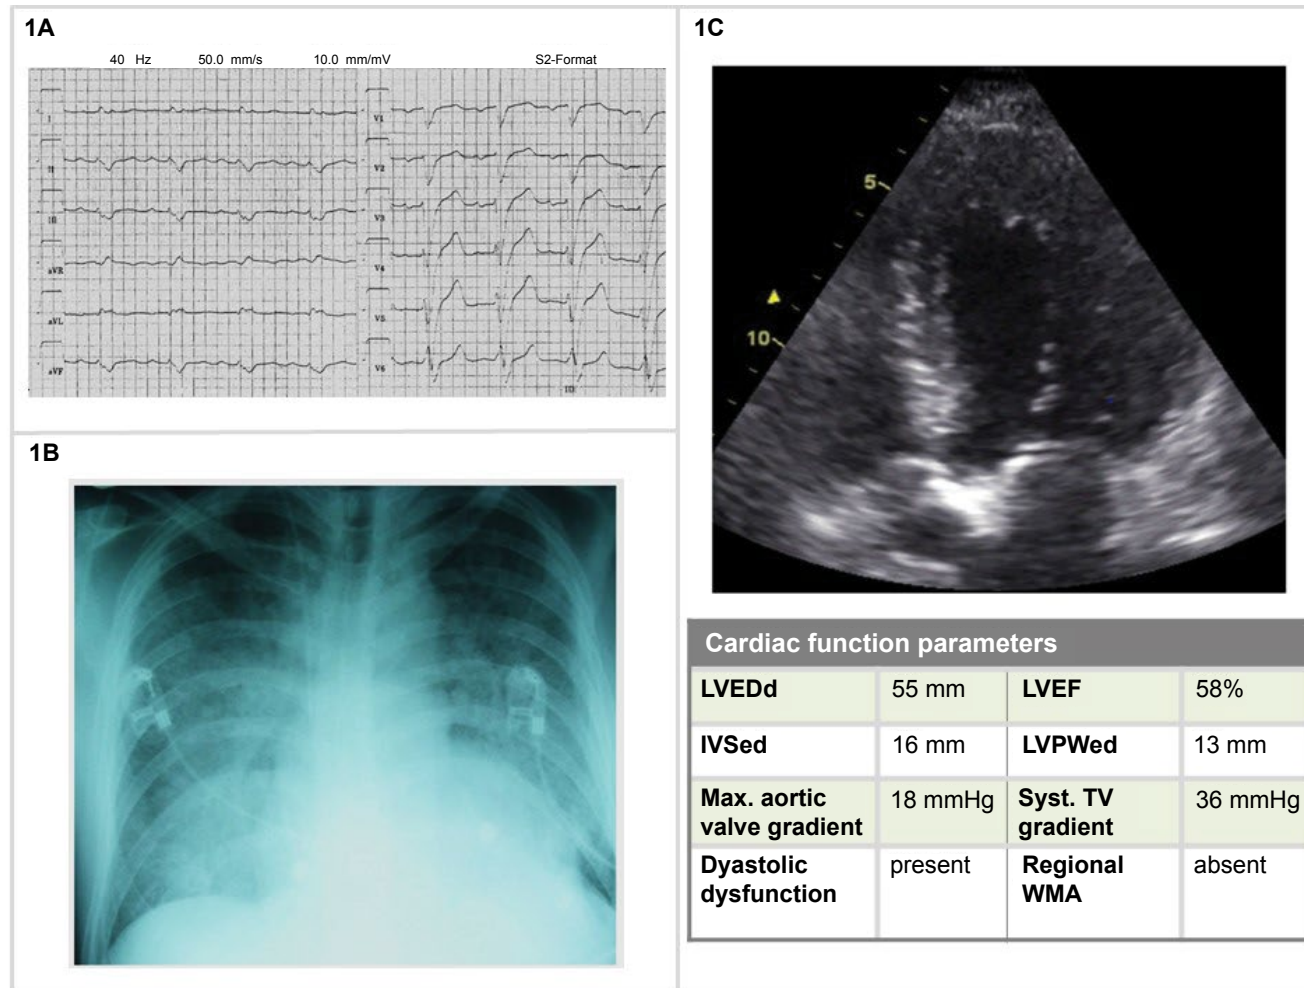 1A
40 Hz 50.0 mm/s 10.0 mm/mV S2-Format
I
II
III
aVR
aVL
aVF
V1
V2
V3
V4
V5
V6
1B
1C
5
10
Cardiac function parameters
LVEDd 55 mm LVEF 58%
IVSed 16 mm LVPWed 13 mm
Max. aortic valve gradient 18 mmHg Syst. TV gradient 36 mmHg
Dyastolic dysfunction present Regional WMA absent